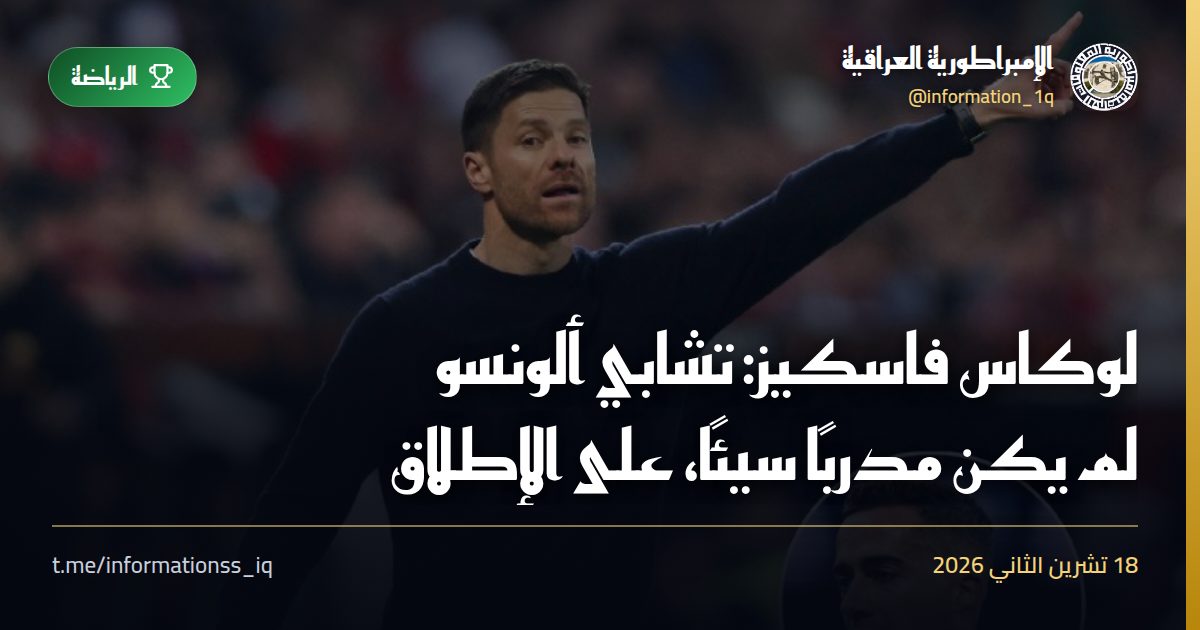 الرياضة
الإمبراطورية العراقية
@information_1q
لوكاس فاسكيز: تشابي ألونسو
لم يكن مدربًا سيئًا، على الإطلاق
18 تشرين الثاني 2026
t.me/informationss_iq